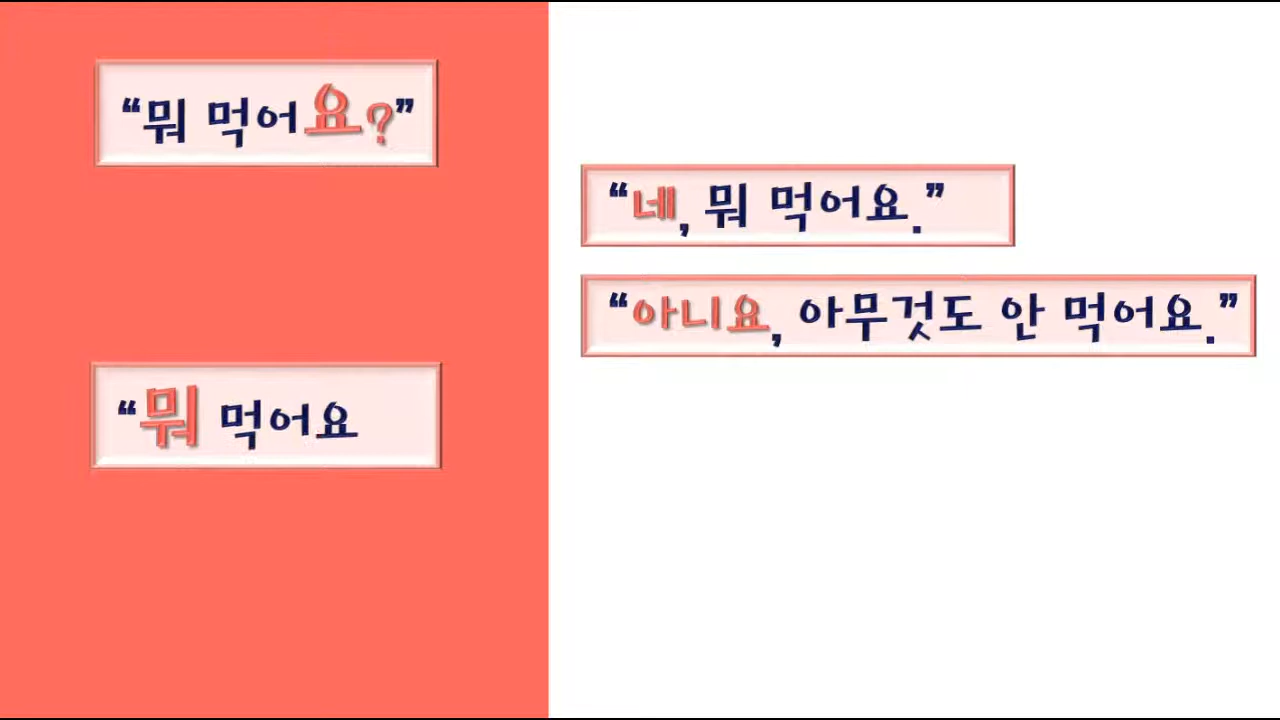 “뭐 먹어요?”
“네, 뭐 먹어요.”
“아니요, 아무것도 안 먹어요.”
“뭐 먹어요